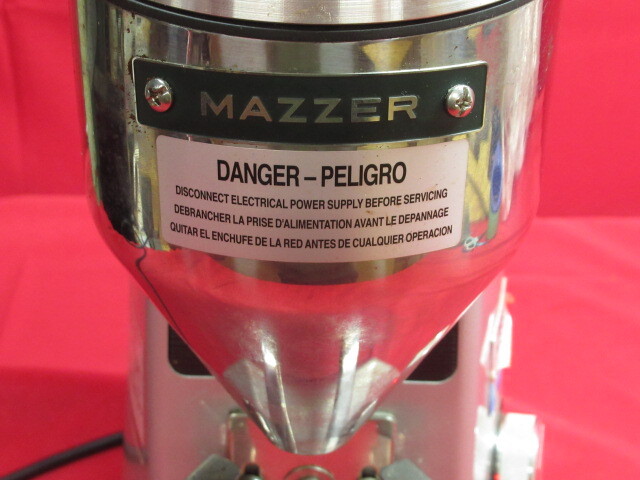 MAZZER
DANGER – PELIGRO
DISCONNECT ELECTRICAL POWER SUPPLY BEFORE SERVICING
DEBRANCHER LA PRISE D'ALIMENTATION AVANT LE DEPANNAGE
QUITAR EL ENCHUFE DE LA RED ANTES DE CUALQUIER OPERACION